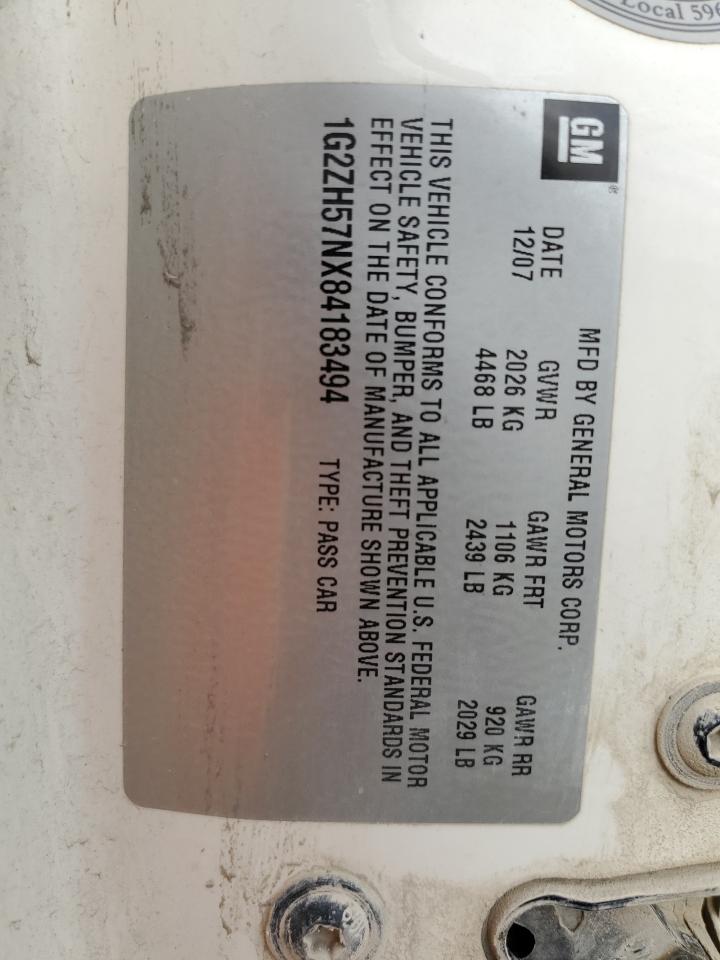 Local 596
GM
MFD BY GENERAL MOTORS CORP.
DATE GVWR GAWR FRT GAWR RR
12/07 2026 KG 1106 KG 920 KG
4468 LB 2439 LB 2029 LB
THIS VEHICLE CONFORMS TO ALL APPLICABLE U.S. FEDERAL MOTOR
VEHICLE SAFETY, BUMPER, AND THEFT PREVENTION STANDARDS IN
EFFECT ON THE DATE OF MANUFACTURE SHOWN ABOVE.
1G2ZH57NX84183494 TYPE: PASS CAR